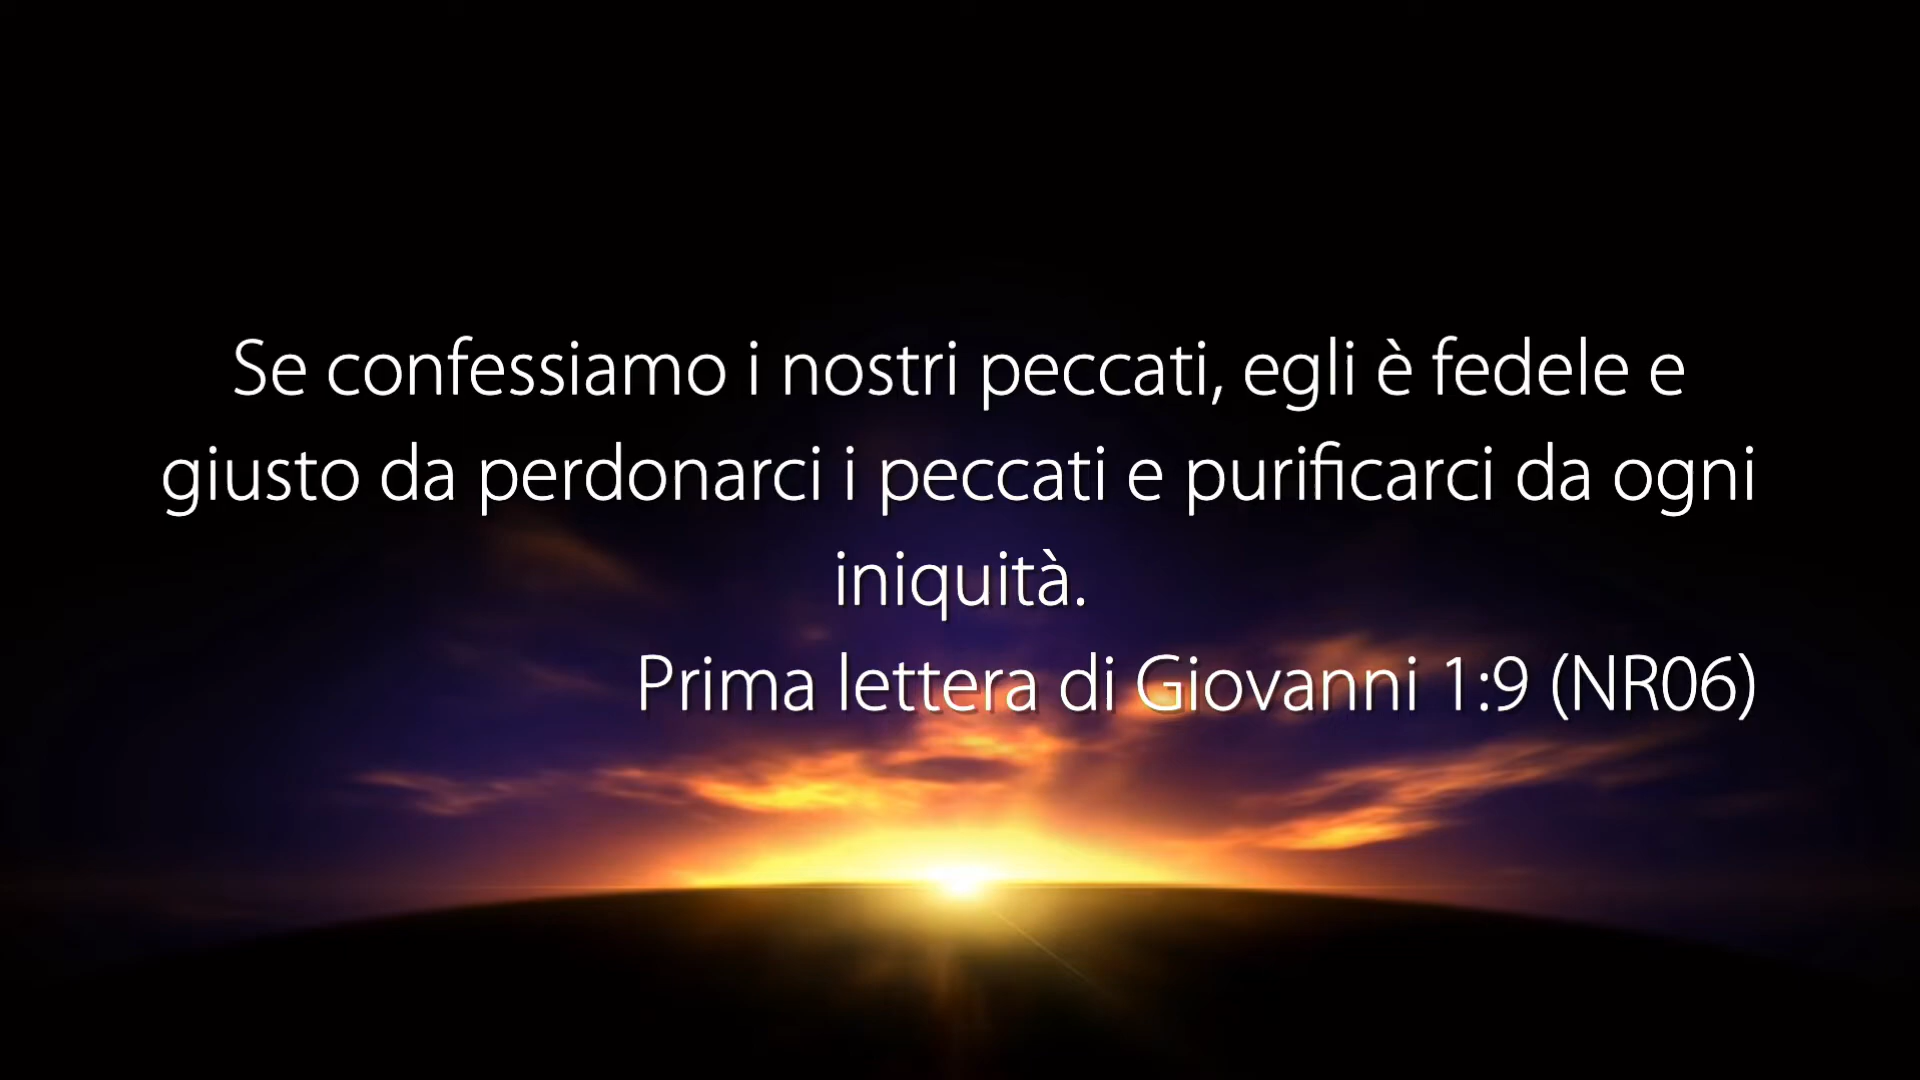 Se confessiamo i nostri peccati, egli è fedele e
giusto da perdonarci i peccati e purificarci da ogni
iniquità.
Prima lettera di Giovanni 1:9 (NR06)